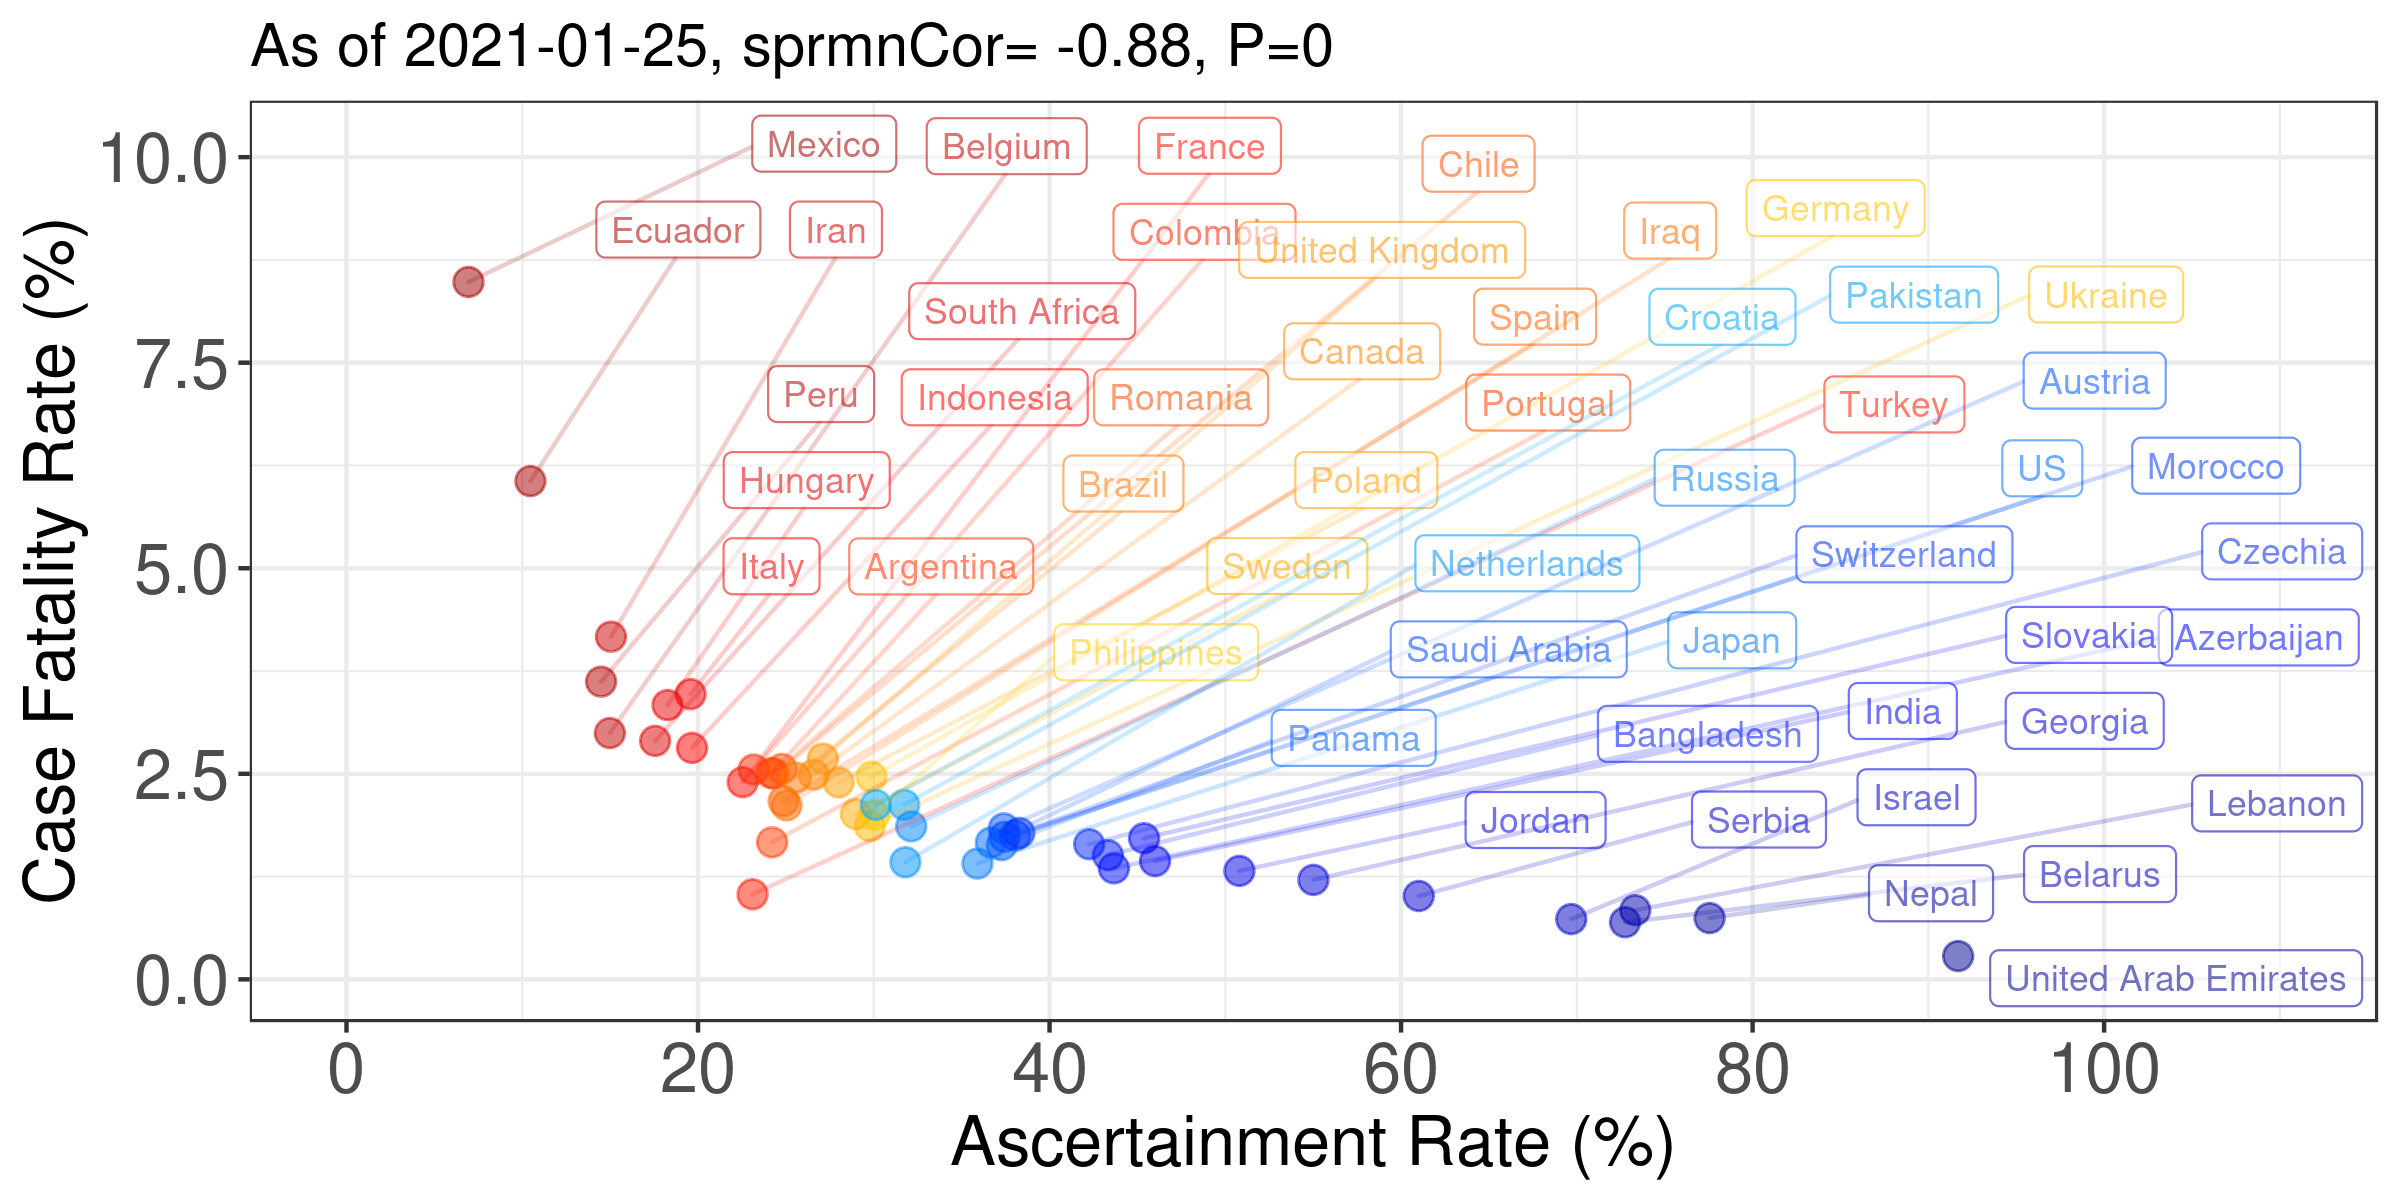 As of 2021-01-25, sprmnCor= -0.88, P=0
Case Fatality Rate (%)
10.0
7.5
5.0
2.5
0.0
Mexico
Belgium
France
Chile
Germany
Ecuador
Iran
Colombia
United Kingdom
Iraq
South Africa
Spain
Croatia
Pakistan
Ukraine
Canada
Peru
Indonesia
Romania
Portugal
Turkey
Austria
Hungary
Brazil
Poland
Russia
US
Morocco
Italy
Argentina
Sweden
Netherlands
Switzerland
Czechia
Philippines
Saudi Arabia
Japan
Slovakia
Azerbaijan
Panama
Bangladesh
India
Georgia
Jordan
Serbia
Israel
Lebanon
Nepal
Belarus
United Arab Emirates
0 20 40 60 80 100
Ascertainment Rate (%)